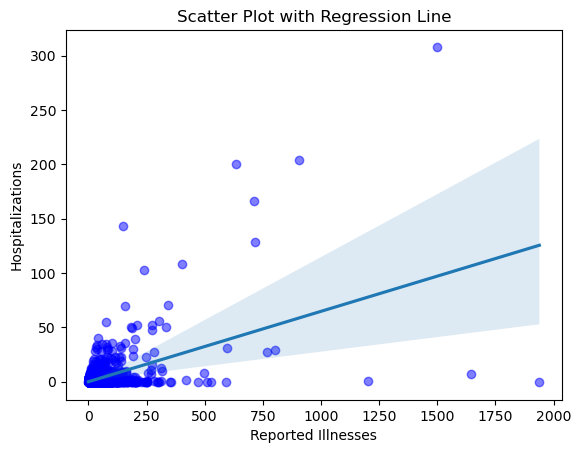 Scatter Plot with Regression Line
Hospitalizations
300
250
200
150
100
50
0
0 250 500 750 1000 1250 1500 1750 2000
Reported Illnesses